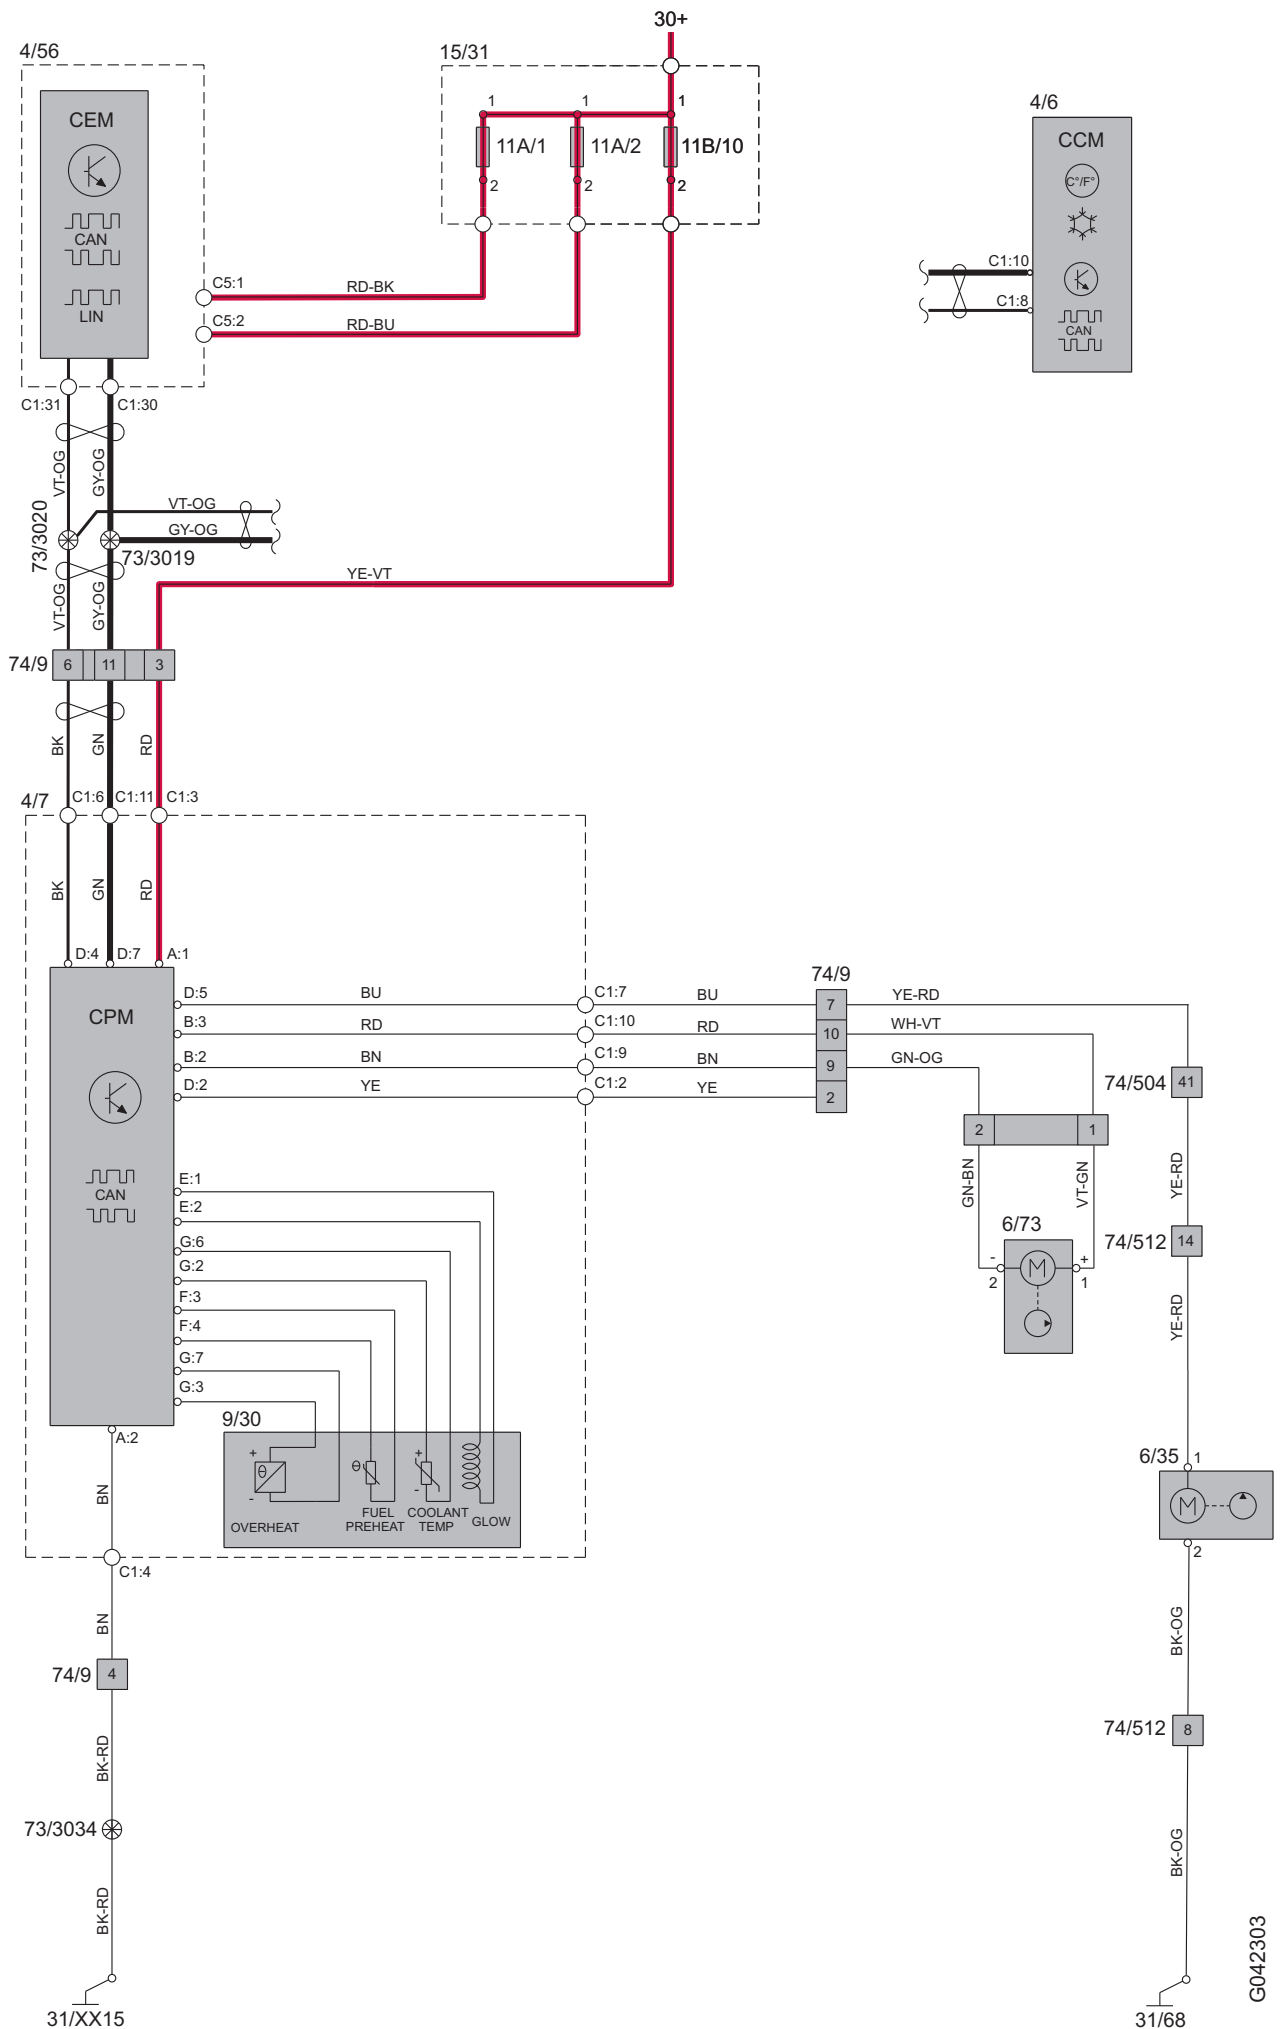 30+
4/56
15/31
4/6
CEM
CAN
LIN
1
1
1
11A/1
11A/2
11B/10
2
2
2
CCM
C°/F°
CAN
C1:10
C1:8
C5:1
RD-BK
C5:2
RD-BU
C1:31
C1:30
VT-OG
GY-OG
VT-OG
GY-OG
73/3020
73/3019
YE-VT
VT-OG
GY-OG
74/9
6
11
3
BK
GN
RD
4/7
C1:6
C1:11
C1:3
BK
GN
RD
D:4
D:7
A:1
CPM
CAN
74/9
D:5
BU
C1:7
BU
7
YE-RD
B:3
RD
C1:10
RD
10
WH-VT
B:2
BN
C1:9
BN
9
GN-OG
D:2
YE
C1:2
YE
2
74/504
41
2
1
GN-BN
VT-GN
YE-RD
E:1
E:2
G:6
G:2
F:3
F:4
G:7
G:3
6/73
74/512
14
-
+
M
2
1
YE-RD
9/30
+
θ
-
θ
+
-
OVERHEAT
FUEL
PREHEAT
COOLANT
TEMP
GLOW
6/35
1
M
2
A:2
BN
C1:4
BN
BK-OG
74/9
4
74/512
8
BK-RD
73/3034
BK-OG
BK-RD
31/XX15
31/68
G042303